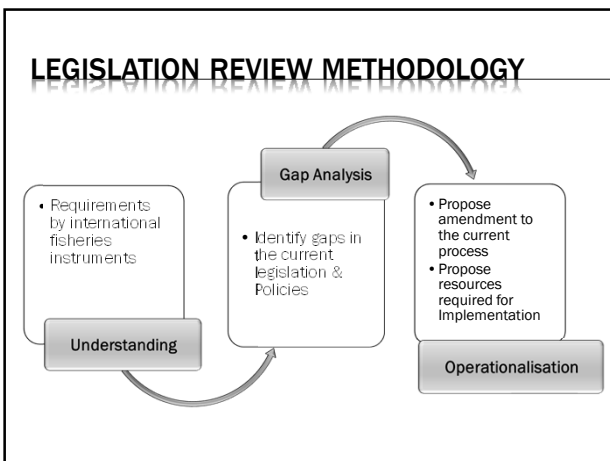 LEGISLATION REVIEW METHODOLOGY
• Requirements
by international
fisheries
instruments
Understanding
Gap Analysis
• Identify gaps in
the current
legislation &
Policies
• Propose
amendment to
the current
process
• Propose
resources
required for
Implementation
Operationalisation